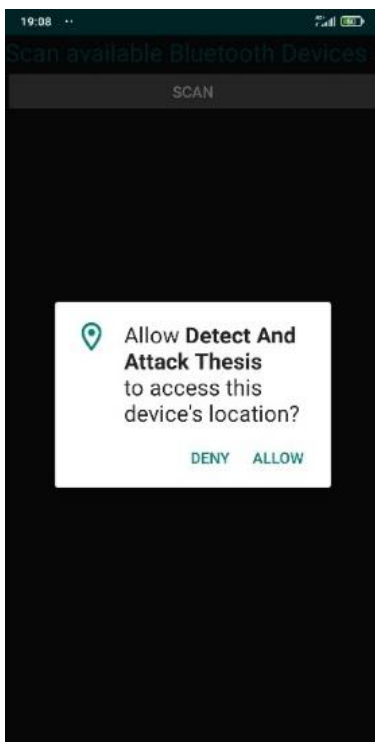 19:08
Scan available Bluetooth Devices
SCAN
Allow Detect And
Attack Thesis
to access this
device's location?
DENY ALLOW